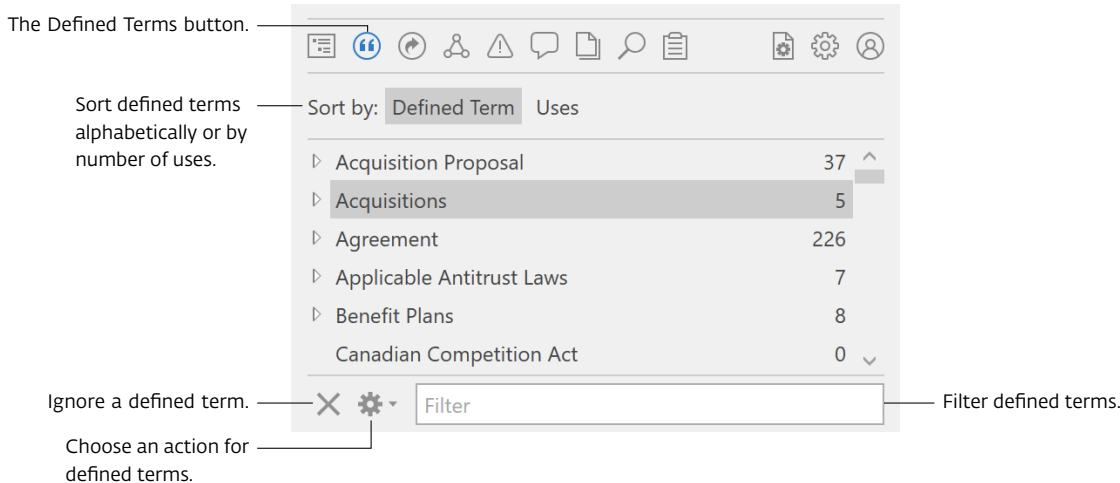 The Defined Terms button.
Sort defined terms
alphabetically or by
number of uses.
Sort by: Defined Term Uses
Acquisition Proposal 37
Acquisitions 5
Agreement 226
Applicable Antitrust Laws 7
Benefit Plans 8
Canadian Competition Act 0
Ignore a defined term.
Filter
Filter defined terms.
Choose an action for
defined terms.